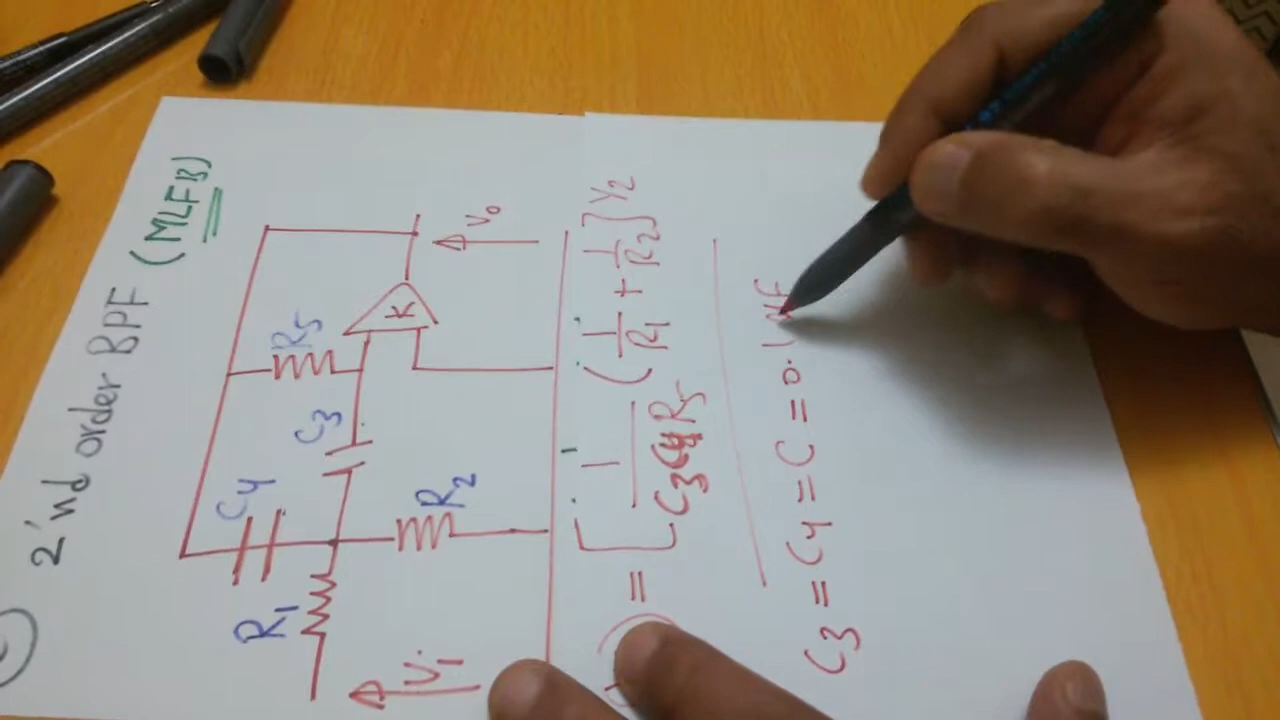 2'nd order BPF (MLFB)
C4
R5
C3
R1
R2
K
Vi
Vo
= [ 1 / C3C4R5 ( 1/R1 + 1/R2 ) ]^1/2
C3 = C4 = C = 0.1